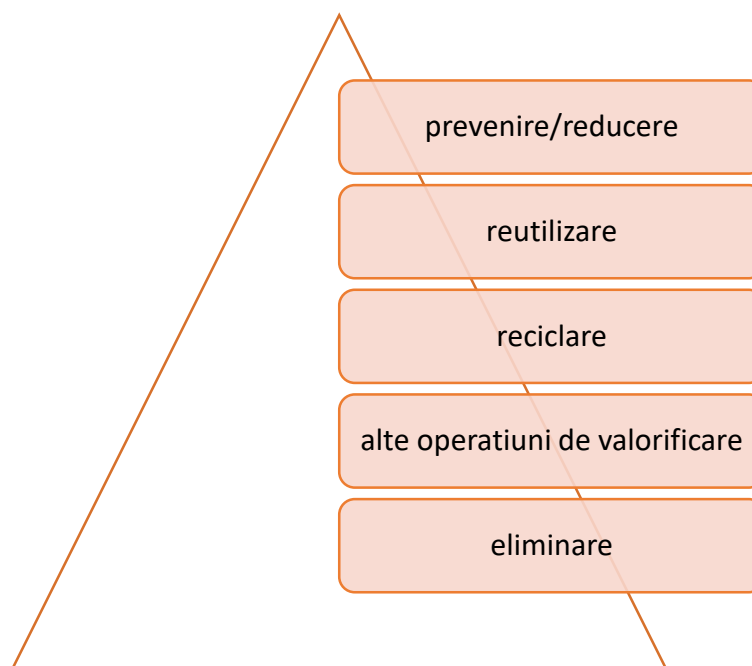 prevenire/reducere
reutilizare
reciclare
alte operatiuni de valorificare
eliminare